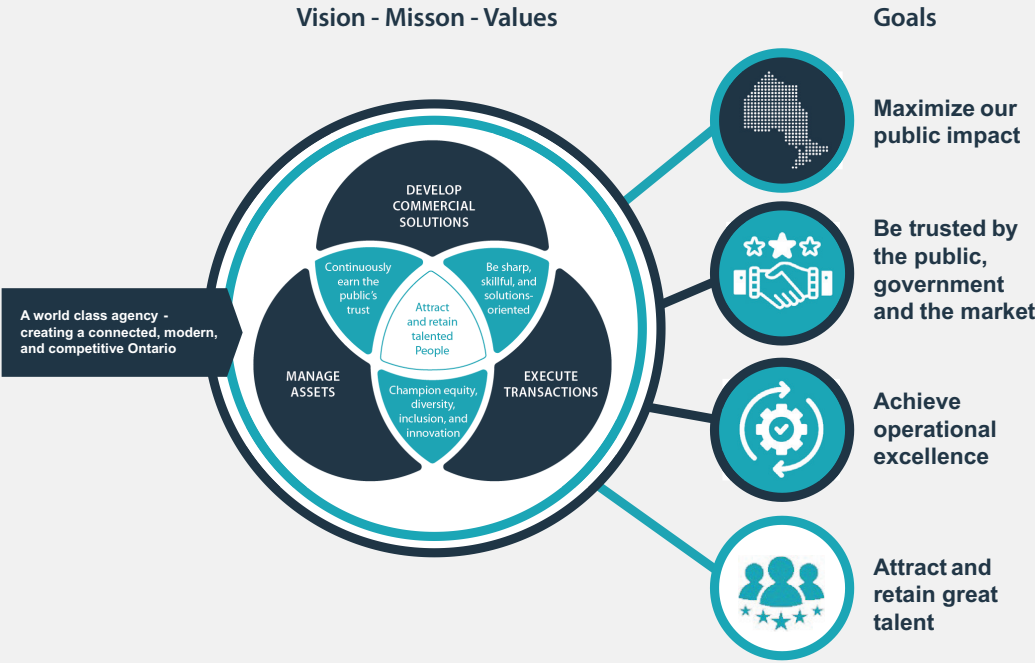 Vision - Misson - Values
Goals
A world class agency -
creating a connected, modern,
and competitive Ontario
DEVELOP
COMMERCIAL
SOLUTIONS
Continuously
earn the
public's
trust
Be sharp,
skillful, and
solutions-
oriented
Attract
and retain
talented
People
MANAGE
ASSETS
EXECUTE
TRANSACTIONS
Champion equity,
diversity,
inclusion, and
innovation
Maximize our
public impact
Be trusted by
the public,
government
and the market
Achieve
operational
excellence
Attract and
retain great
talent